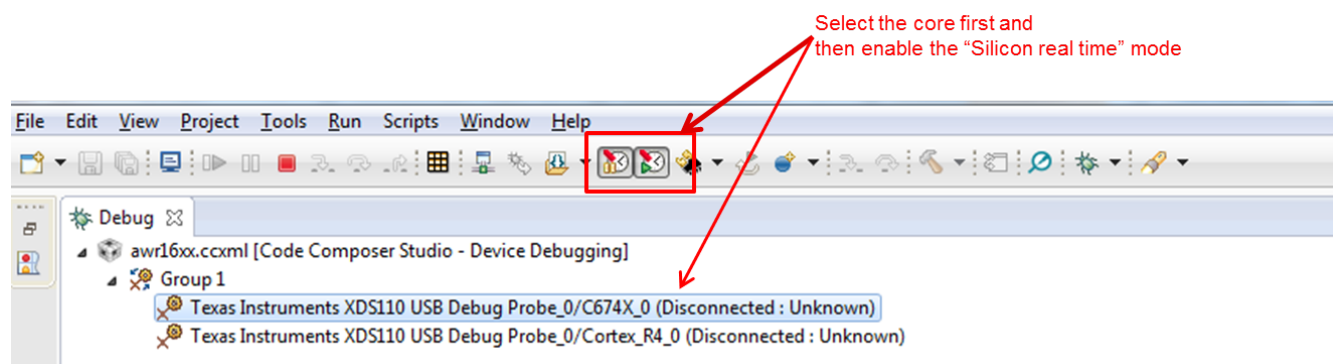 Select the core first and
then enable the “Silicon real time” mode
File Edit View Project Tools Run Scripts Window Help
Debug
awr16xx.ccxml [Code Composer Studio - Device Debugging]
Group 1
Texas Instruments XDS110 USB Debug Probe_0/C674X_0 (Disconnected : Unknown)
Texas Instruments XDS110 USB Debug Probe_0/Cortex_R4_0 (Disconnected : Unknown)